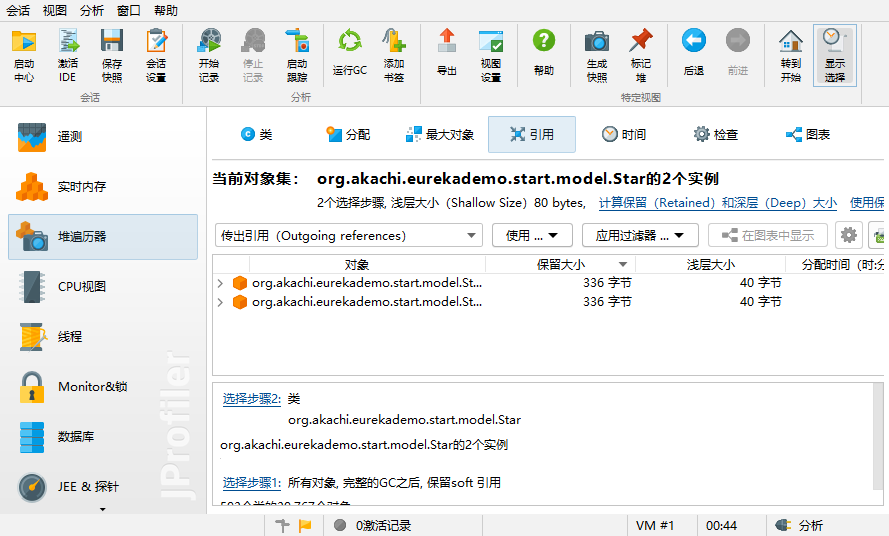 会话 视图 分析 窗口 帮助
启动中心 激活IDE 保存快照 会话设置 开始记录 停止记录 启动跟踪 运行GC 添加书签 导出 视图设置 帮助 生成快照 标记堆 后退 前进 转到开始 显示选择
会话 分析 特定视图
遥测
实时内存
堆遍历器
CPU视图
线程
Monitor&锁
数据库
JEE & 探针
JProfiler
类 分配 最大对象 引用 时间 检查 图表
当前对象集： org.akachi.eurekademo.start.model.Star的2个实例
2个选择步骤, 浅层大小（Shallow Size）80 bytes, 计算保留（Retained）和深层（Deep）大小 使用保
传出引用（Outgoing references） 使用 ... 应用过滤器 ... 在图表中显示
对象 保留大小 浅层大小 分配时间（时:分
org.akachi.eurekademo.start.model.St... 336 字节 40 字节
org.akachi.eurekademo.start.model.St... 336 字节 40 字节
选择步骤2: 类
org.akachi.eurekademo.start.model.Star
org.akachi.eurekademo.start.model.Star的2个实例
选择步骤1: 所有对象, 完整的GC之后, 保留soft 引用
0激活记录 VM #1 00:44 分析